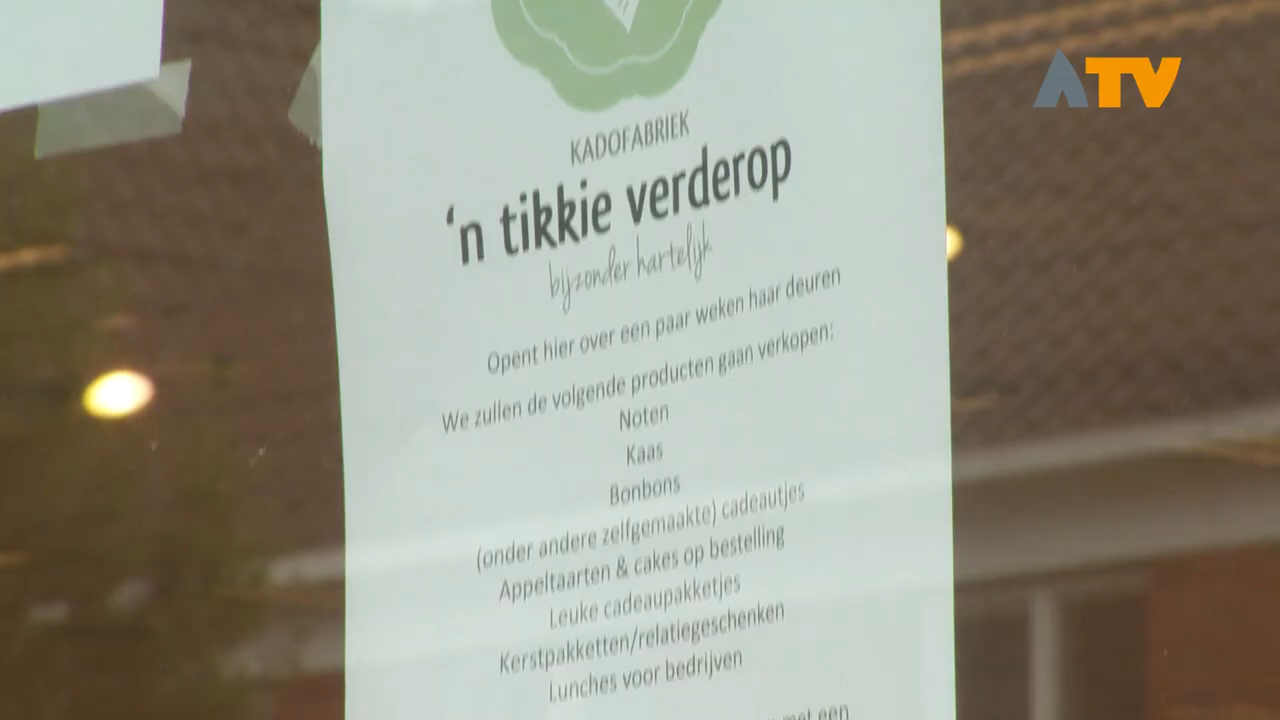 ATV
KADOFABRIEK
'n tikkie verderop
bijzonder hartelijk
Opent hier over een paar weken haar deuren
We zullen de volgende producten gaan verkopen:
Noten
Kaas
Bonbons
(onder andere zelfgemaakte) cadeautjes
Appeltaarten & cakes op bestelling
Leuke cadeaupakketjes
Kerstpakketten/relatiegeschenken
Lunches voor bedrijven
met een